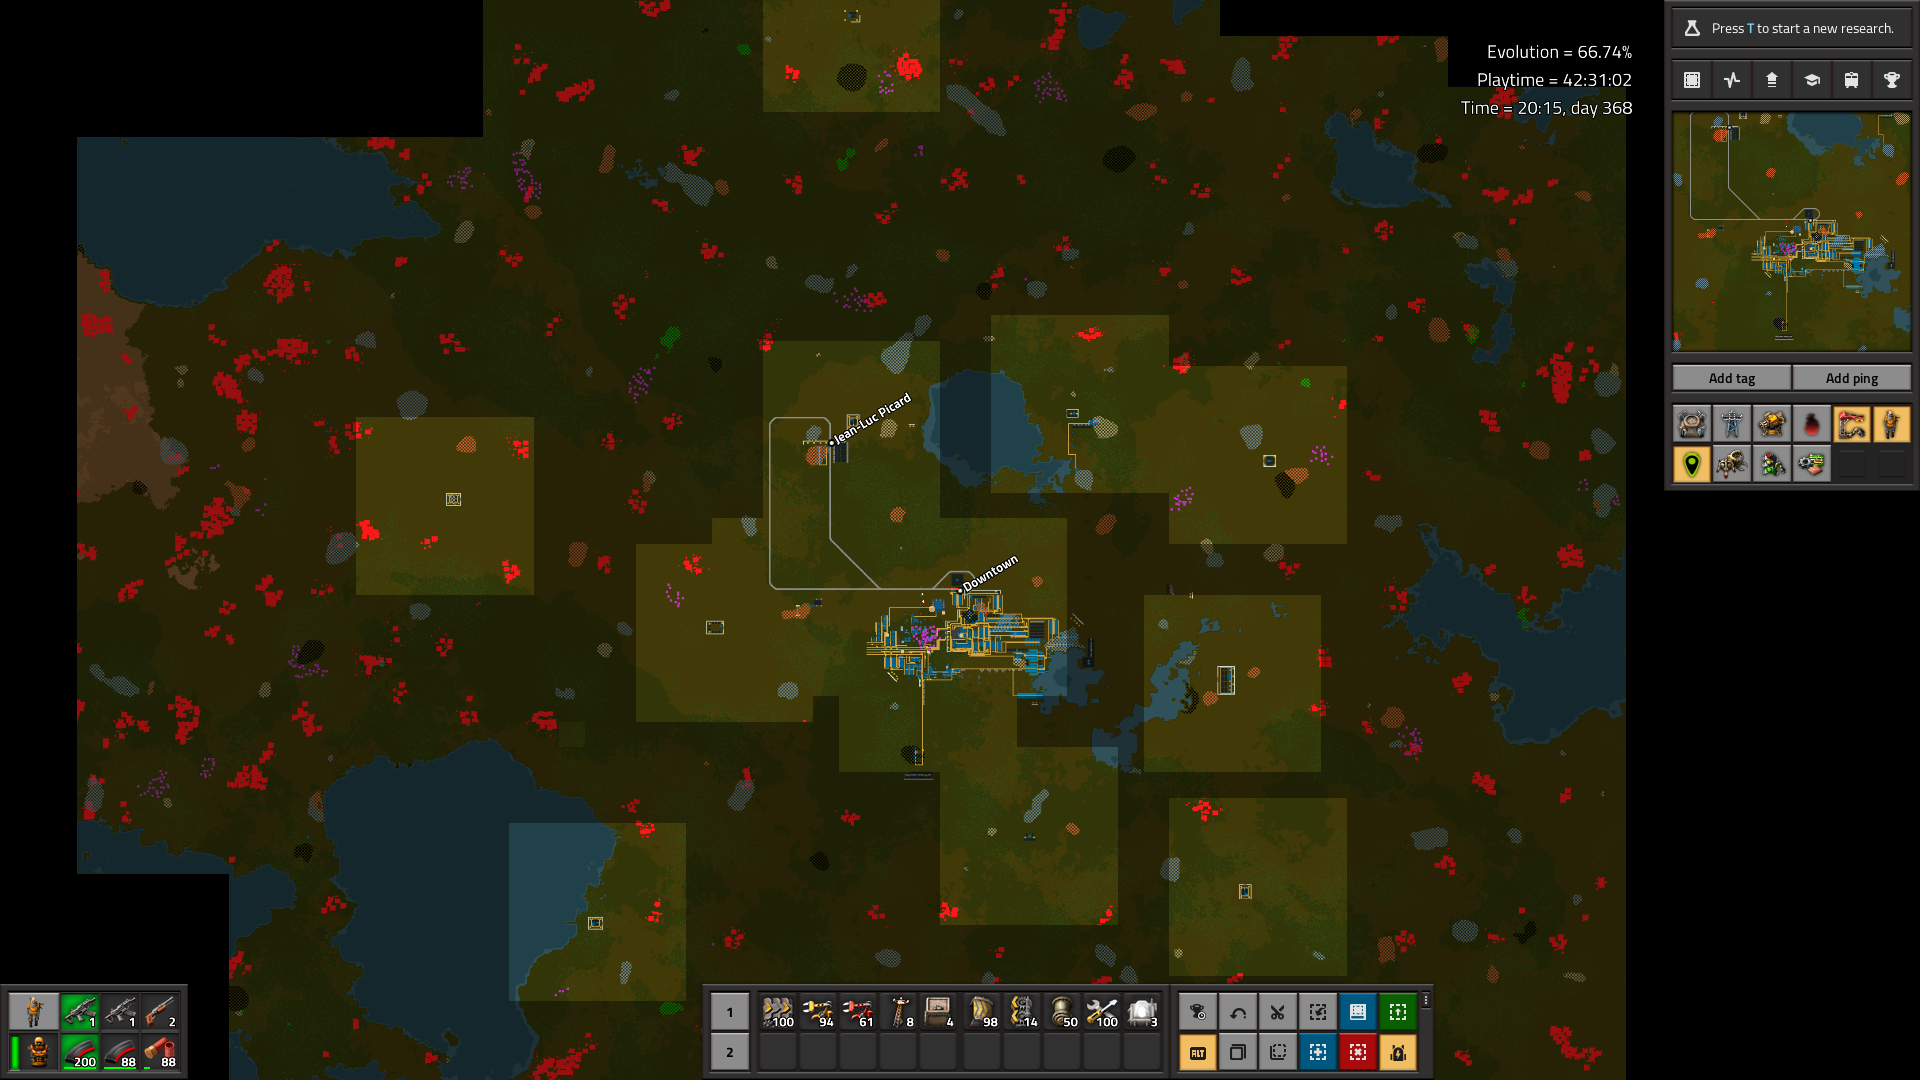 Press T to start a new research.
Evolution = 66.74%
Playtime = 42:31:02
Time = 20:15, day 368
Add tag
Add ping
Jean-Luc Picard
Downtown
1
1
2
200
88
88
1
100
94
61
8
4
98
14
50
100
3
2
ALT